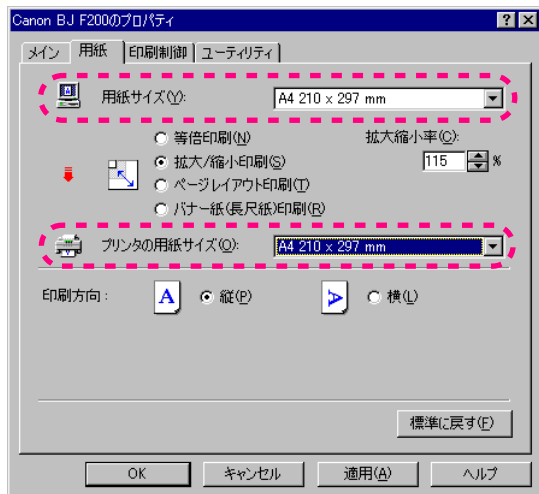 Canon BJ F200のプロパティ
メイン 用紙 印刷制御 ユーティリティ
用紙サイズ(Y): A4 210 x 297 mm
等倍印刷(N) 拡大縮小率(C):
拡大/縮小印刷(S) 115 %
ページレイアウト印刷(T)
バナー紙(長尺紙)印刷(R)
プリンタの用紙サイズ(O): A4 210 x 297 mm
印刷方向 : A 縦(P) A 横(L)
標準に戻す(F)
OK キャンセル 適用(A) ヘルプ